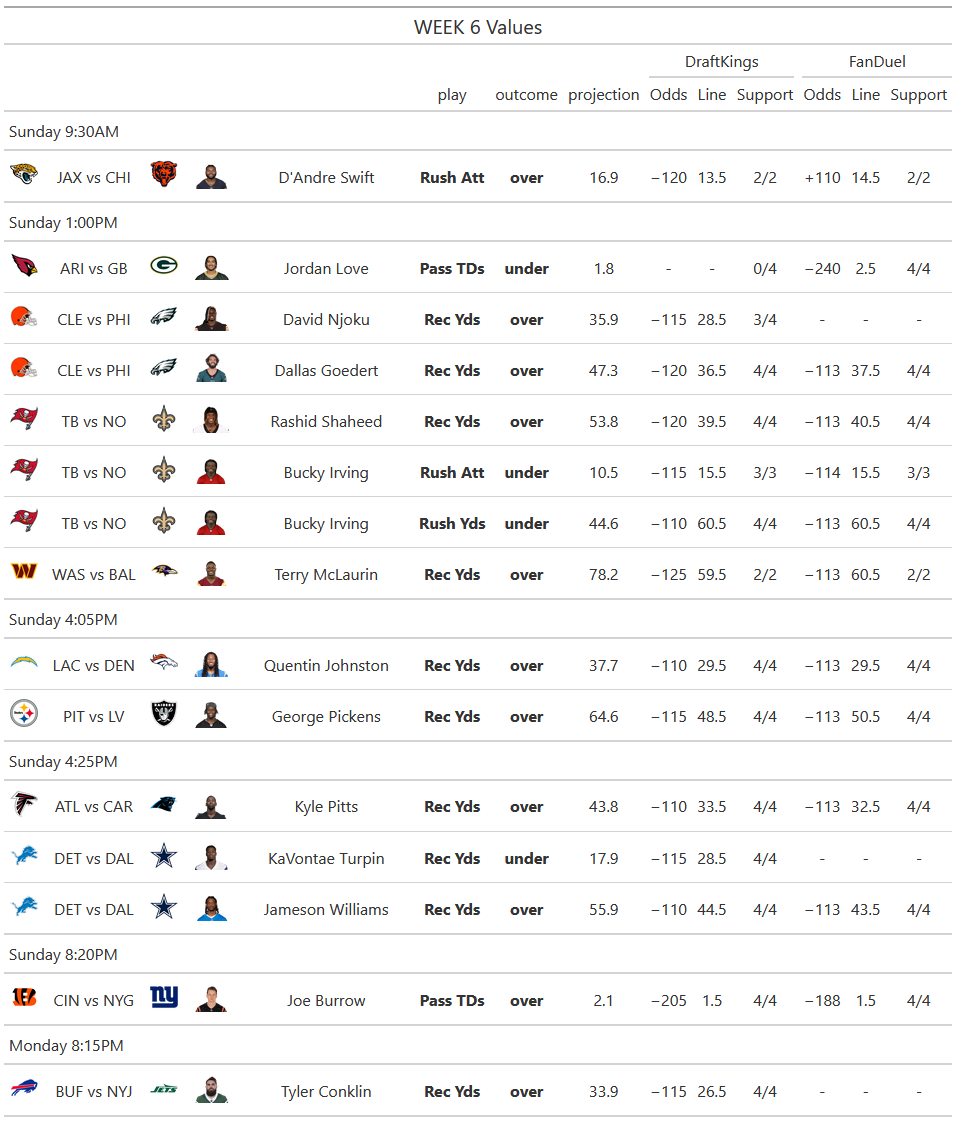 WEEK 6 Values
DraftKings FanDuel
play outcome projection Odds Line Support Odds Line Support
Sunday 9:30AM
JAX vs CHI D'Andre Swift Rush Att over 16.9 −120 13.5 2/2 +110 14.5 2/2
Sunday 1:00PM
ARI vs GB Jordan Love Pass TDs under 1.8 - - 0/4 −240 2.5 4/4
CLE vs PHI David Njoku Rec Yds over 35.9 −115 28.5 3/4 - - -
CLE vs PHI Dallas Goedert Rec Yds over 47.3 −120 36.5 4/4 −113 37.5 4/4
TB vs NO Rashid Shaheed Rec Yds over 53.8 −120 39.5 4/4 −113 40.5 4/4
TB vs NO Bucky Irving Rush Att under 10.5 −115 15.5 3/3 −114 15.5 3/3
TB vs NO Bucky Irving Rush Yds under 44.6 −110 60.5 4/4 −113 60.5 4/4
WAS vs BAL Terry McLaurin Rec Yds over 78.2 −125 59.5 2/2 −113 60.5 2/2
Sunday 4:05PM
LAC vs DEN Quentin Johnston Rec Yds over 37.7 −110 29.5 4/4 −113 29.5 4/4
PIT vs LV George Pickens Rec Yds over 64.6 −115 48.5 4/4 −113 50.5 4/4
Sunday 4:25PM
ATL vs CAR Kyle Pitts Rec Yds over 43.8 −110 33.5 4/4 −113 32.5 4/4
DET vs DAL KaVontae Turpin Rec Yds under 17.9 −115 28.5 4/4 - - -
DET vs DAL Jameson Williams Rec Yds over 55.9 −110 44.5 4/4 −113 43.5 4/4
Sunday 8:20PM
CIN vs NYG ny Joe Burrow Pass TDs over 2.1 −205 1.5 4/4 −188 1.5 4/4
Monday 8:15PM
BUF vs NYJ JETS Tyler Conklin Rec Yds over 33.9 −115 26.5 4/4 - - -